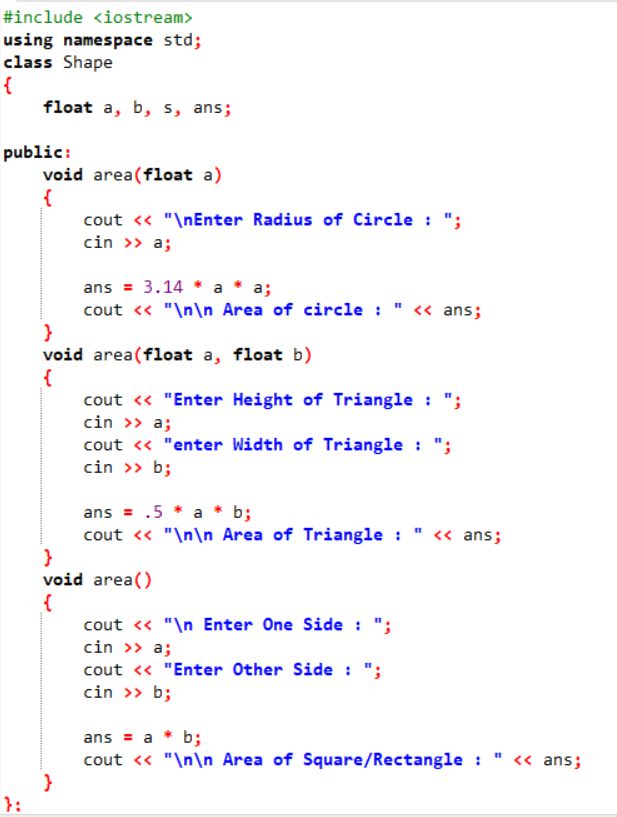 #include <iostream>
using namespace std;
class Shape
{
    float a, b, s, ans;

public:
    void area(float a)
    {
        cout << "\nEnter Radius of Circle : ";
        cin >> a;

        ans = 3.14 * a * a;
        cout << "\n\n Area of circle : " << ans;
    }
    void area(float a, float b)
    {
        cout << "Enter Height of Triangle : ";
        cin >> a;
        cout << "enter Width of Triangle : ";
        cin >> b;

        ans = .5 * a * b;
        cout << "\n\n Area of Triangle : " << ans;
    }
    void area()
    {
        cout << "\n Enter One Side : ";
        cin >> a;
        cout << "Enter Other Side : ";
        cin >> b;

        ans = a * b;
        cout << "\n\n Area of Square/Rectangle : " << ans;
    }
};